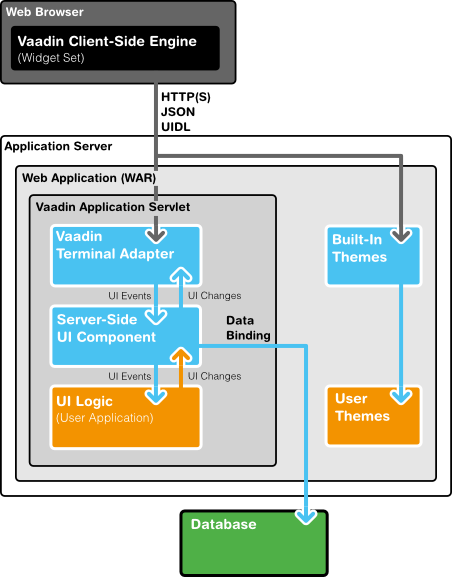 Web Browser
Vaadin Client-Side Engine
(Widget Set)
HTTP(S)
JSON
UIDL
Application Server
Web Application (WAR)
Vaadin Application Servlet
Vaadin
Terminal Adapter
Built-In
Themes
UI Events
UI Changes
Server-Side
UI Component
Data
Binding
UI Events
UI Changes
UI Logic
(User Application)
User
Themes
Database